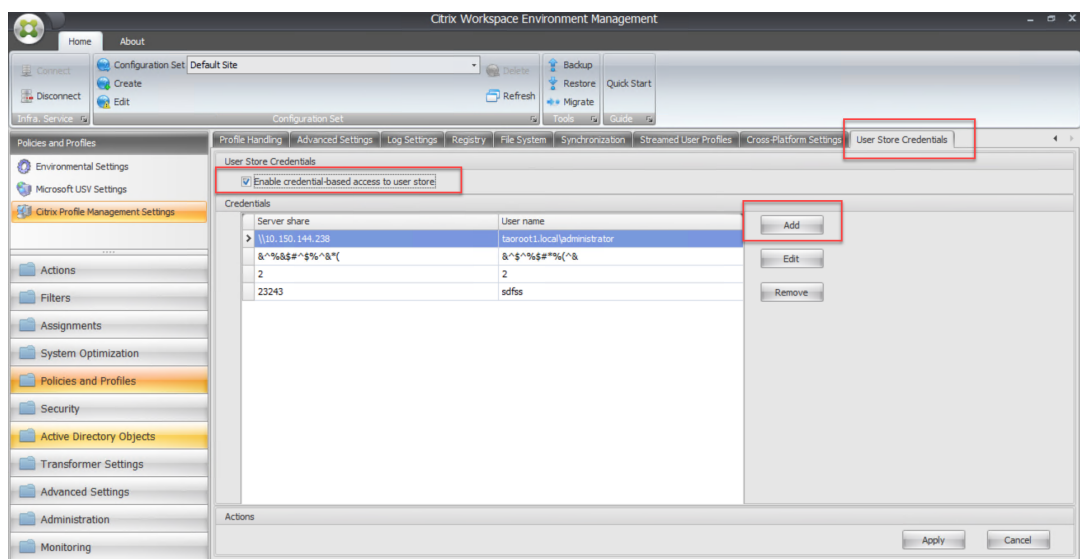 Citrix Workspace Environment Management
Home About
Connect
Disconnect
Infra. Service
Configuration Set Default Site
Create
Edit
Delete
Refresh
Configuration Set
Backup
Restore
Migrate
Tools
Quick Start
Guide
Policies and Profiles
Environmental Settings
Microsoft USV Settings
Citrix Profile Management Settings
Actions
Filters
Assignments
System Optimization
Policies and Profiles
Security
Active Directory Objects
Transformer Settings
Advanced Settings
Administration
Monitoring
Profile Handling Advanced Settings Log Settings Registry File System Synchronization Streamed User Profiles Cross-Platform Settings User Store Credentials
User Store Credentials
Enable credential-based access to user store
Credentials
Server share User name
\\10.150.144.238 taoroot1.local\administrator
&^%&$#^$%^&*( &^$^%$#*%(^&
2 2
23243 sdfss
Add
Edit
Remove
Actions
Apply Cancel